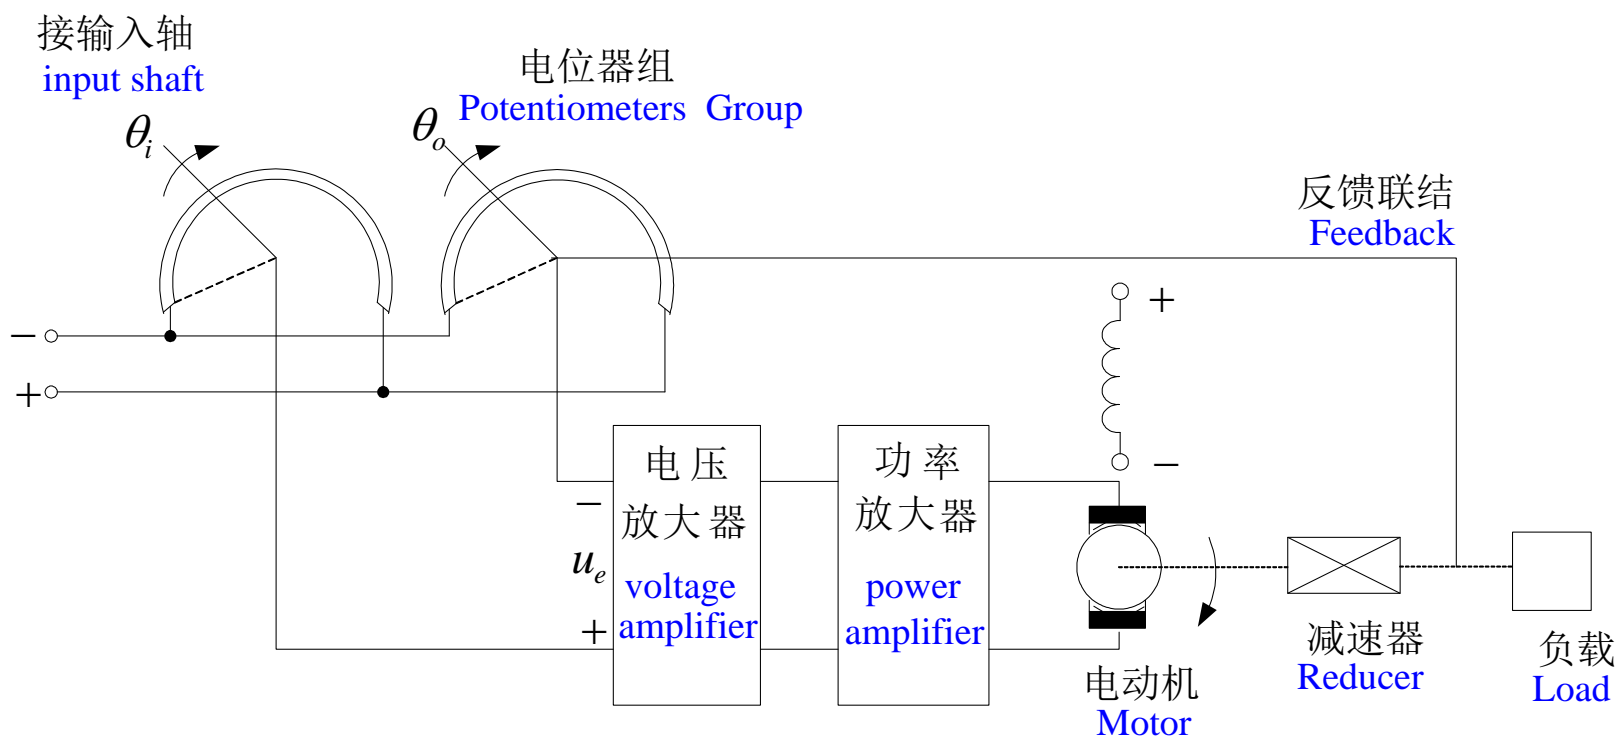 接输入轴
input shaft
电位器组
Potentiometers Group
θi
θo
反馈联结
Feedback
+
−
+
−
电压
放大器
voltage
amplifier
−
ue
+
功率
放大器
power
amplifier
−
电动机
Motor
减速器
Reducer
负载
Load